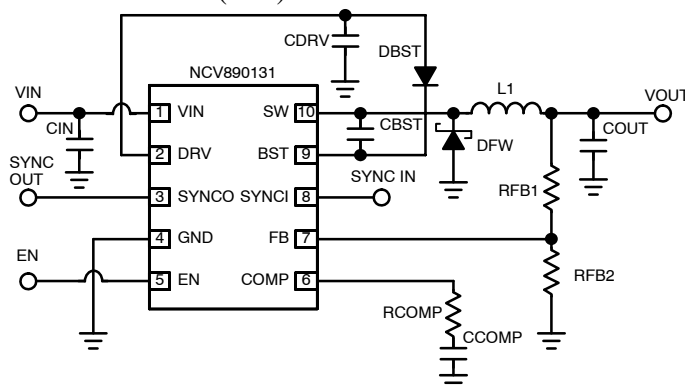 CDRV
DBST
NCV890131
L1
VIN
VOUT
1 VIN SW 10
CIN
CBST
COUT
DFW
2 DRV BST 9
SYNC
OUT
SYNC IN
RFB1
3 SYNCO SYNCI 8
4 GND FB 7
EN
RFB2
5 EN COMP 6
RCOMP
CCOMP